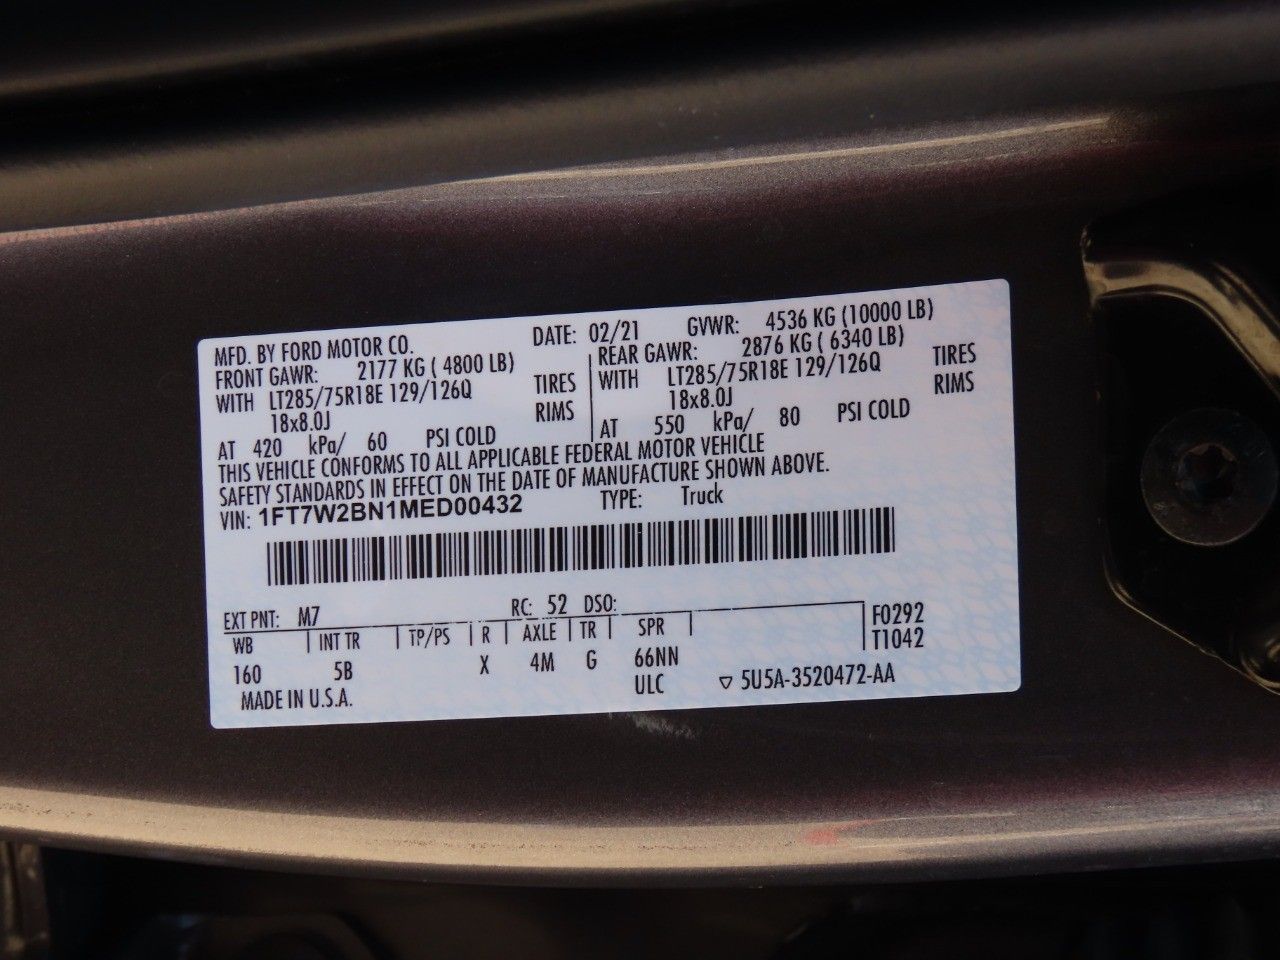 MFD. BY FORD MOTOR CO. DATE: 02/21 GVWR: 4536 KG (10000 LB)
FRONT GAWR: 2177 KG ( 4800 LB) REAR GAWR: 2876 KG ( 6340 LB)
WITH LT285/75R18E 129/126Q TIRES WITH LT285/75R18E 129/126Q TIRES
18x8.0J RIMS 18x8.0J RIMS
AT 420 kPa/ 60 PSI COLD AT 550 kPa/ 80 PSI COLD
THIS VEHICLE CONFORMS TO ALL APPLICABLE FEDERAL MOTOR VEHICLE
SAFETY STANDARDS IN EFFECT ON THE DATE OF MANUFACTURE SHOWN ABOVE.
VIN: 1FT7W2BN1MED00432 TYPE: Truck
EXT PNT: M7 RC: 52 DSO:
WB INT TR TP/PS R AXLE TR SPR F0292
T1042
160 5B X 4M G 66NN
ULC
MADE IN U.S.A. ▽ 5U5A-3520472-AA